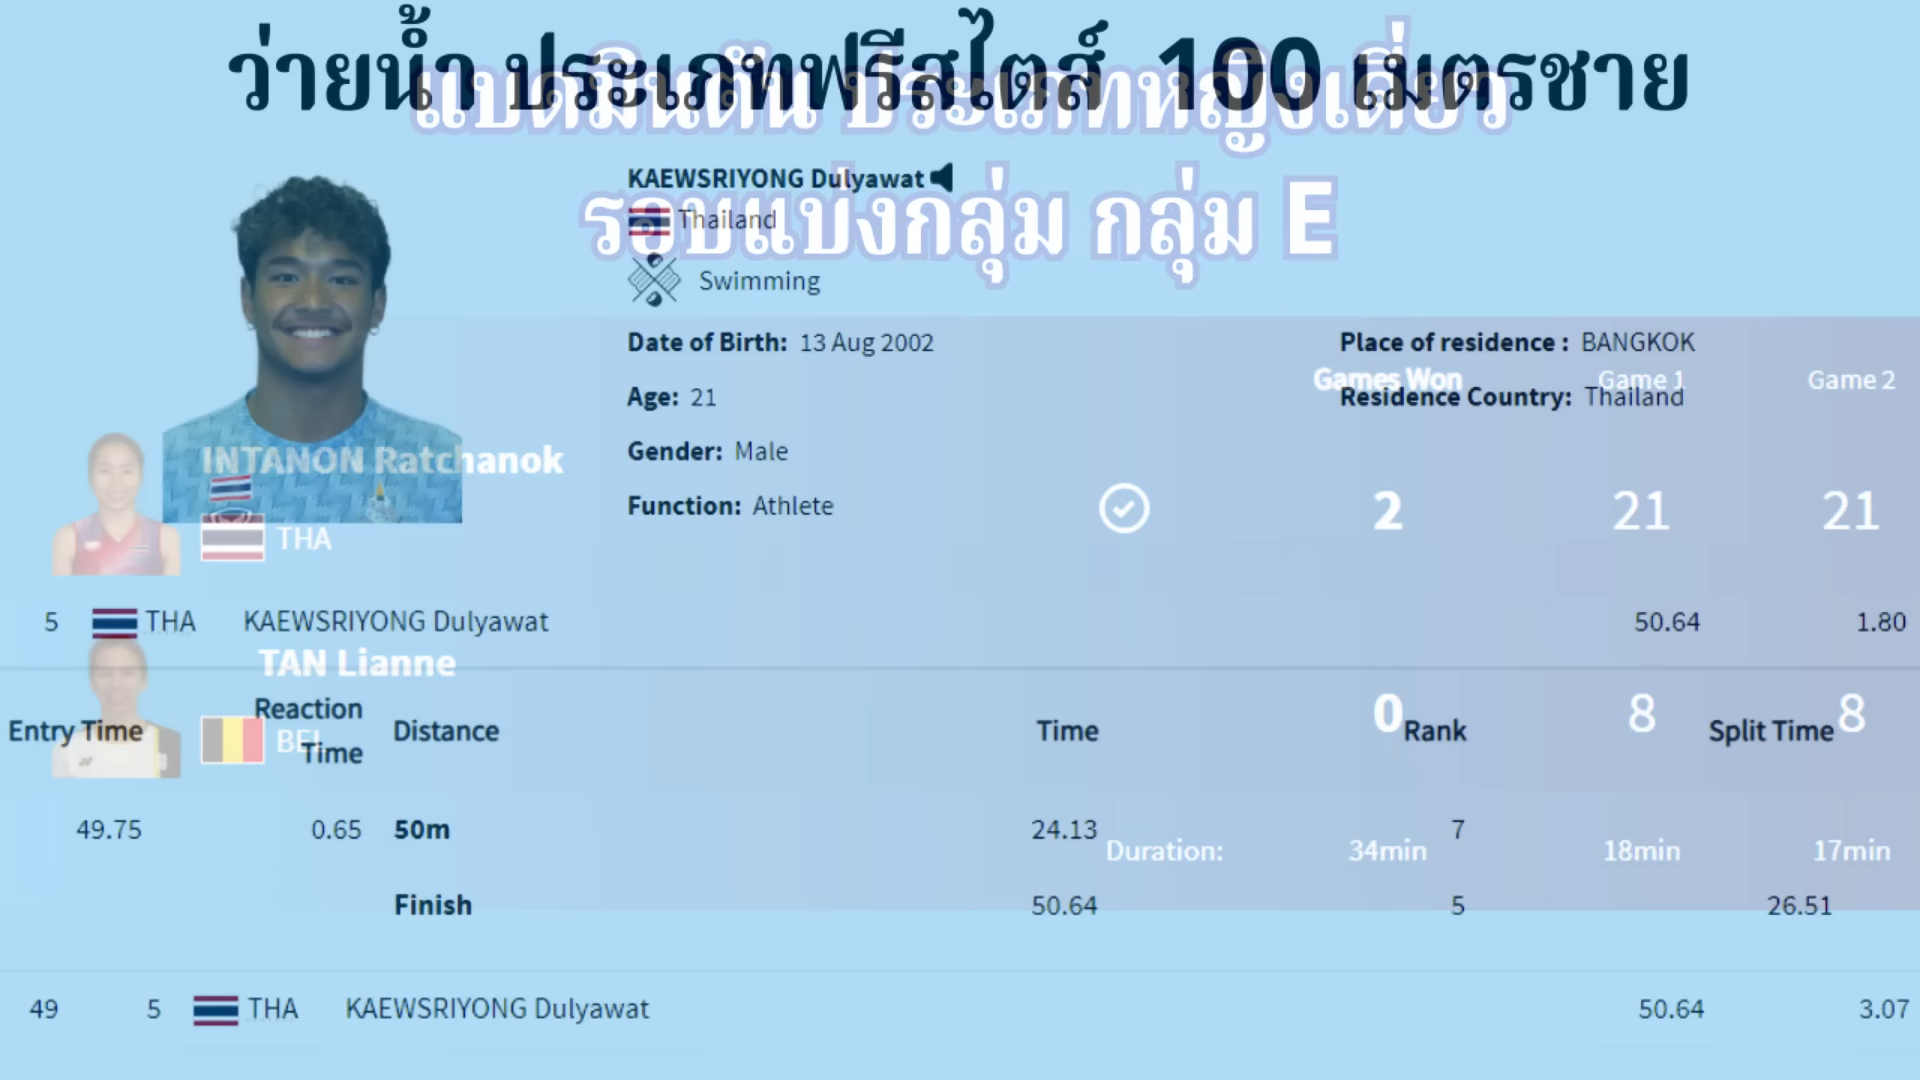 ว่ายน้ำ ประเภทฟรีสไตส์ 100 เมตรชาย
แบดมินตัน ประเภทหญิงเดี่ยว
รอบแบ่งกลุ่ม กลุ่ม E
KAEWSRIYONG Dulyawat
Thailand
Swimming
Date of Birth: 13 Aug 2002
Place of residence : BANGKOK
Games Won Game 1 Game 2
Age: 21
Residence Country: Thailand
Gender: Male
INTANON Ratchanok
Function: Athlete
2 21 21
THA
5 THA KAEWSRIYONG Dulyawat 50.64 1.80
TAN Lianne
0 8 8
Entry Time Reaction Time Distance Time Rank Split Time
BEL
49.75 0.65 50m 24.13 7
Duration: 34min 18min 17min
Finish 50.64 5 26.51
49 5 THA KAEWSRIYONG Dulyawat 50.64 3.07